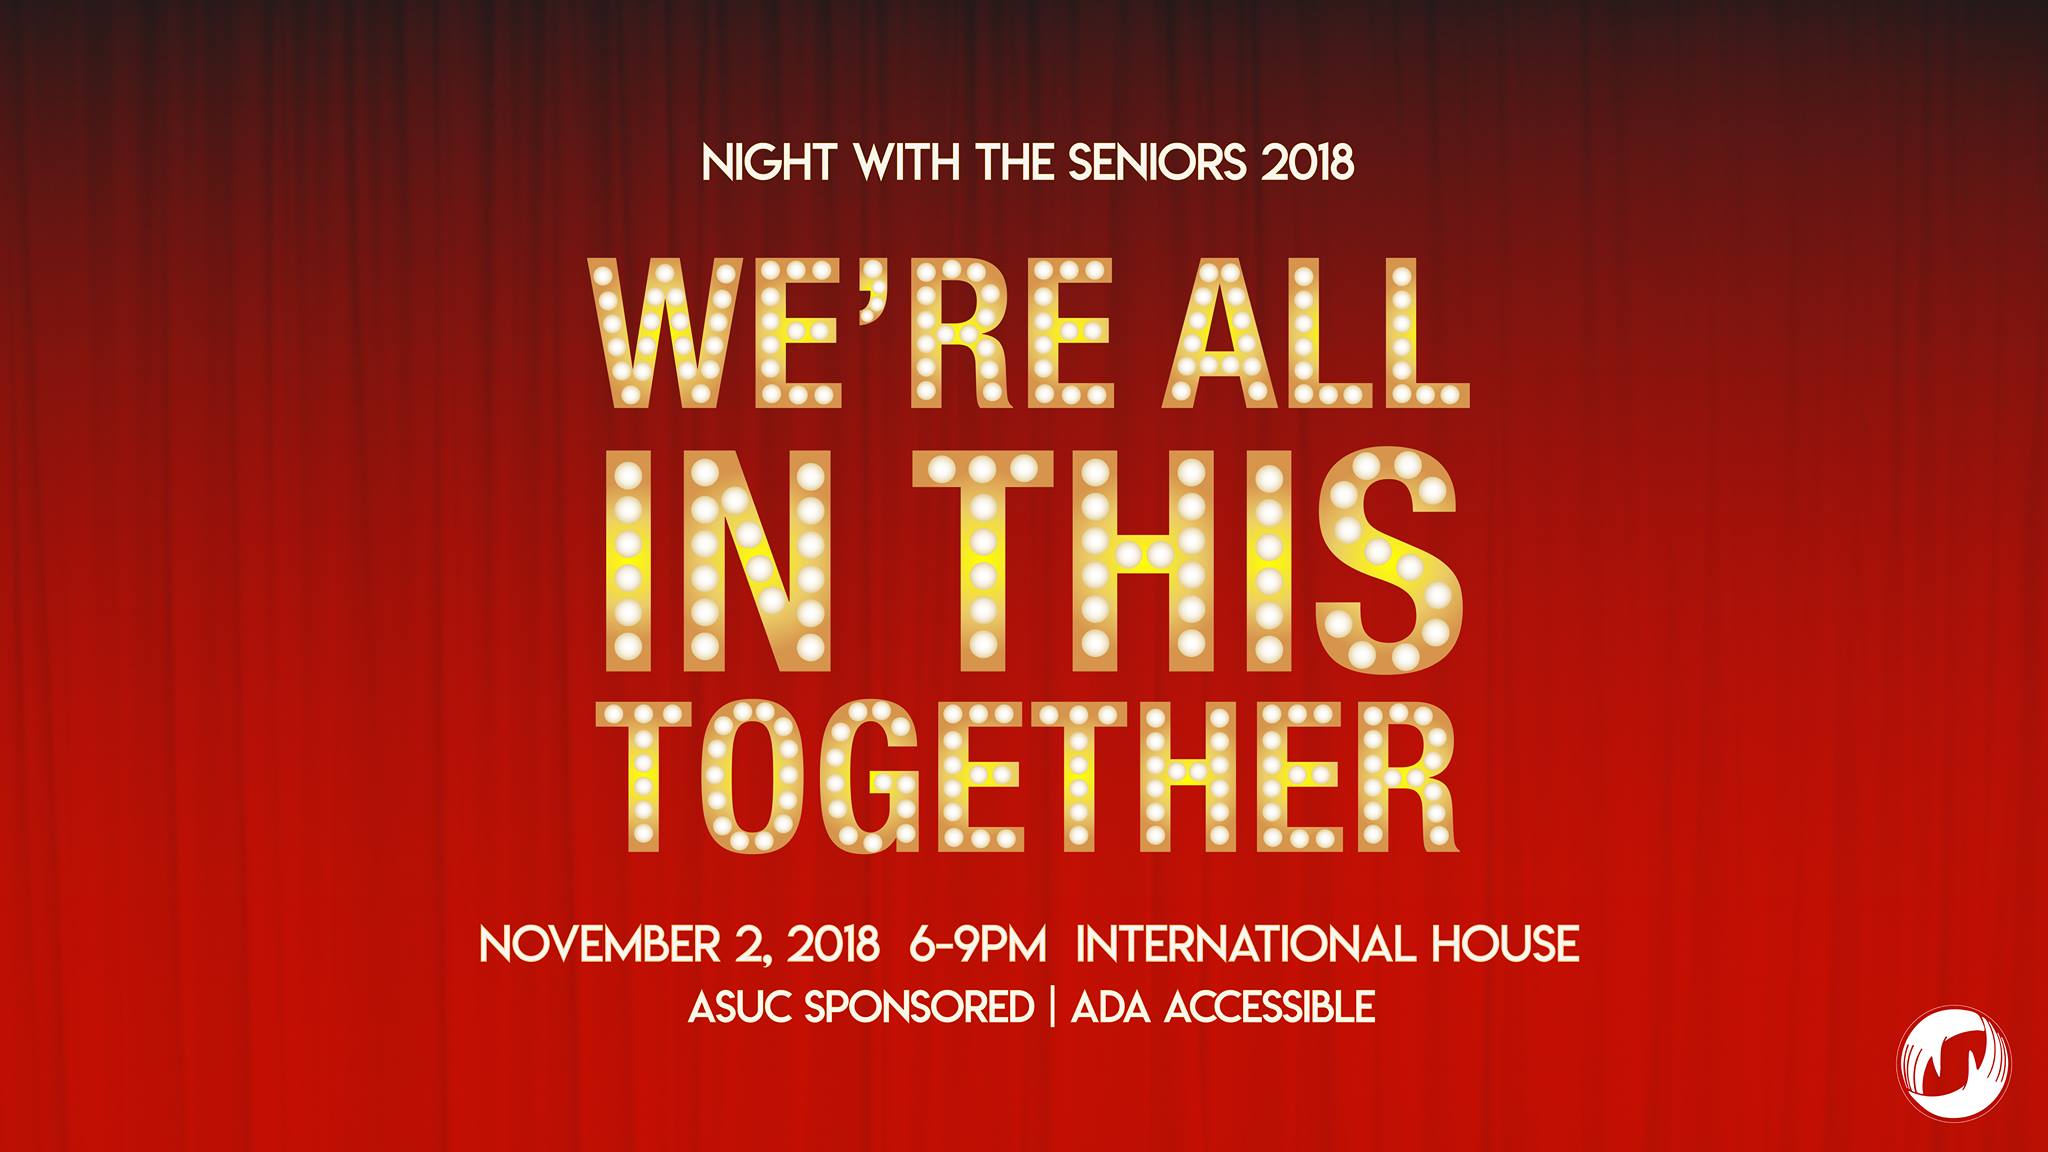 NIGHT WITH THE SENIORS 2018
WE'RE ALL
IN THIS
TOGETHER
NOVEMBER 2, 2018 6-9PM INTERNATIONAL HOUSE
ASUC SPONSORED | ADA ACCESSIBLE